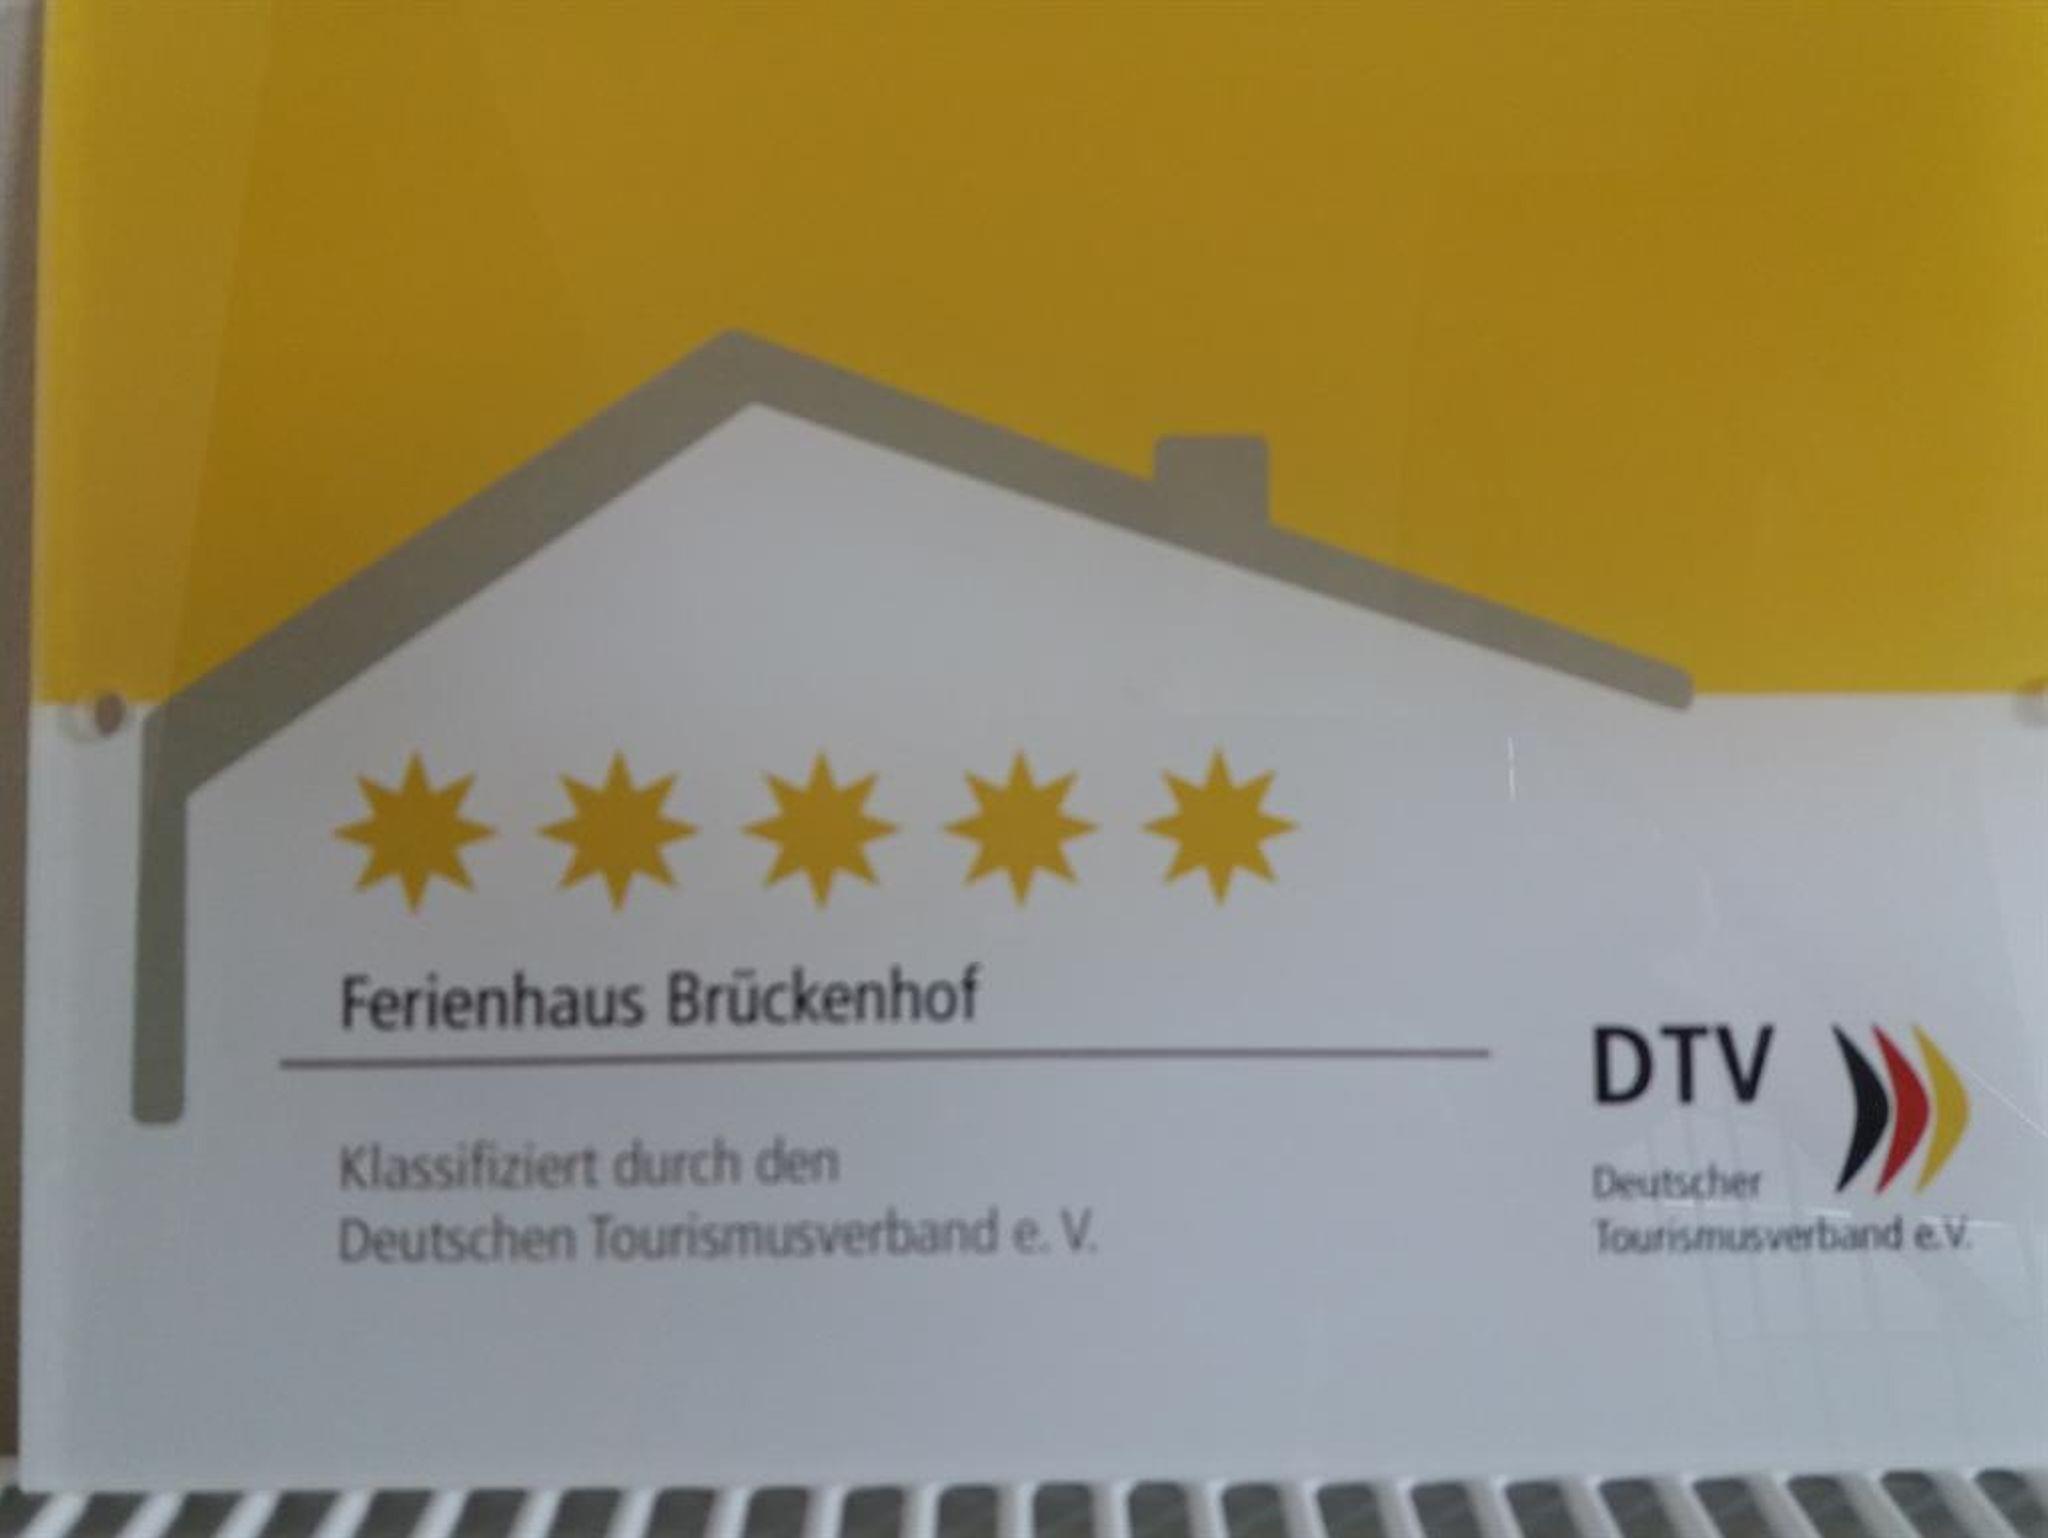 Ferienhaus Brückenhof
Klassifiziert durch den
Deutschen Tourismusverband e. V.
DTV
Deutscher
Tourismusverband e.V.